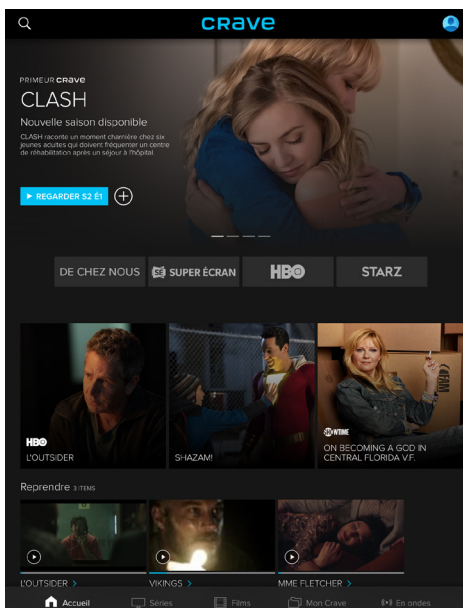 CRAVE
PRIMEUR CRAVE
CLASH
Nouvelle saison disponible
CLASH raconte un moment charnière chez six
jeunes adultes qui doivent fréquenter un centre
de réhabilitation après un séjour à l'hôpital.
REGARDER S2 É1
DE CHEZ NOUS
SÉ SUPER ÉCRAN
HBO
STARZ
HBO
L'OUTSIDER
SHAZAM!
SHOWTIME
ON BECOMING A GOD IN
CENTRAL FLORIDA V.F.
Reprendre 3 ITEMS
L'OUTSIDER >
VIKINGS >
MME FLETCHER >
Accueil
Séries
Films
Mon Crave
En ondes